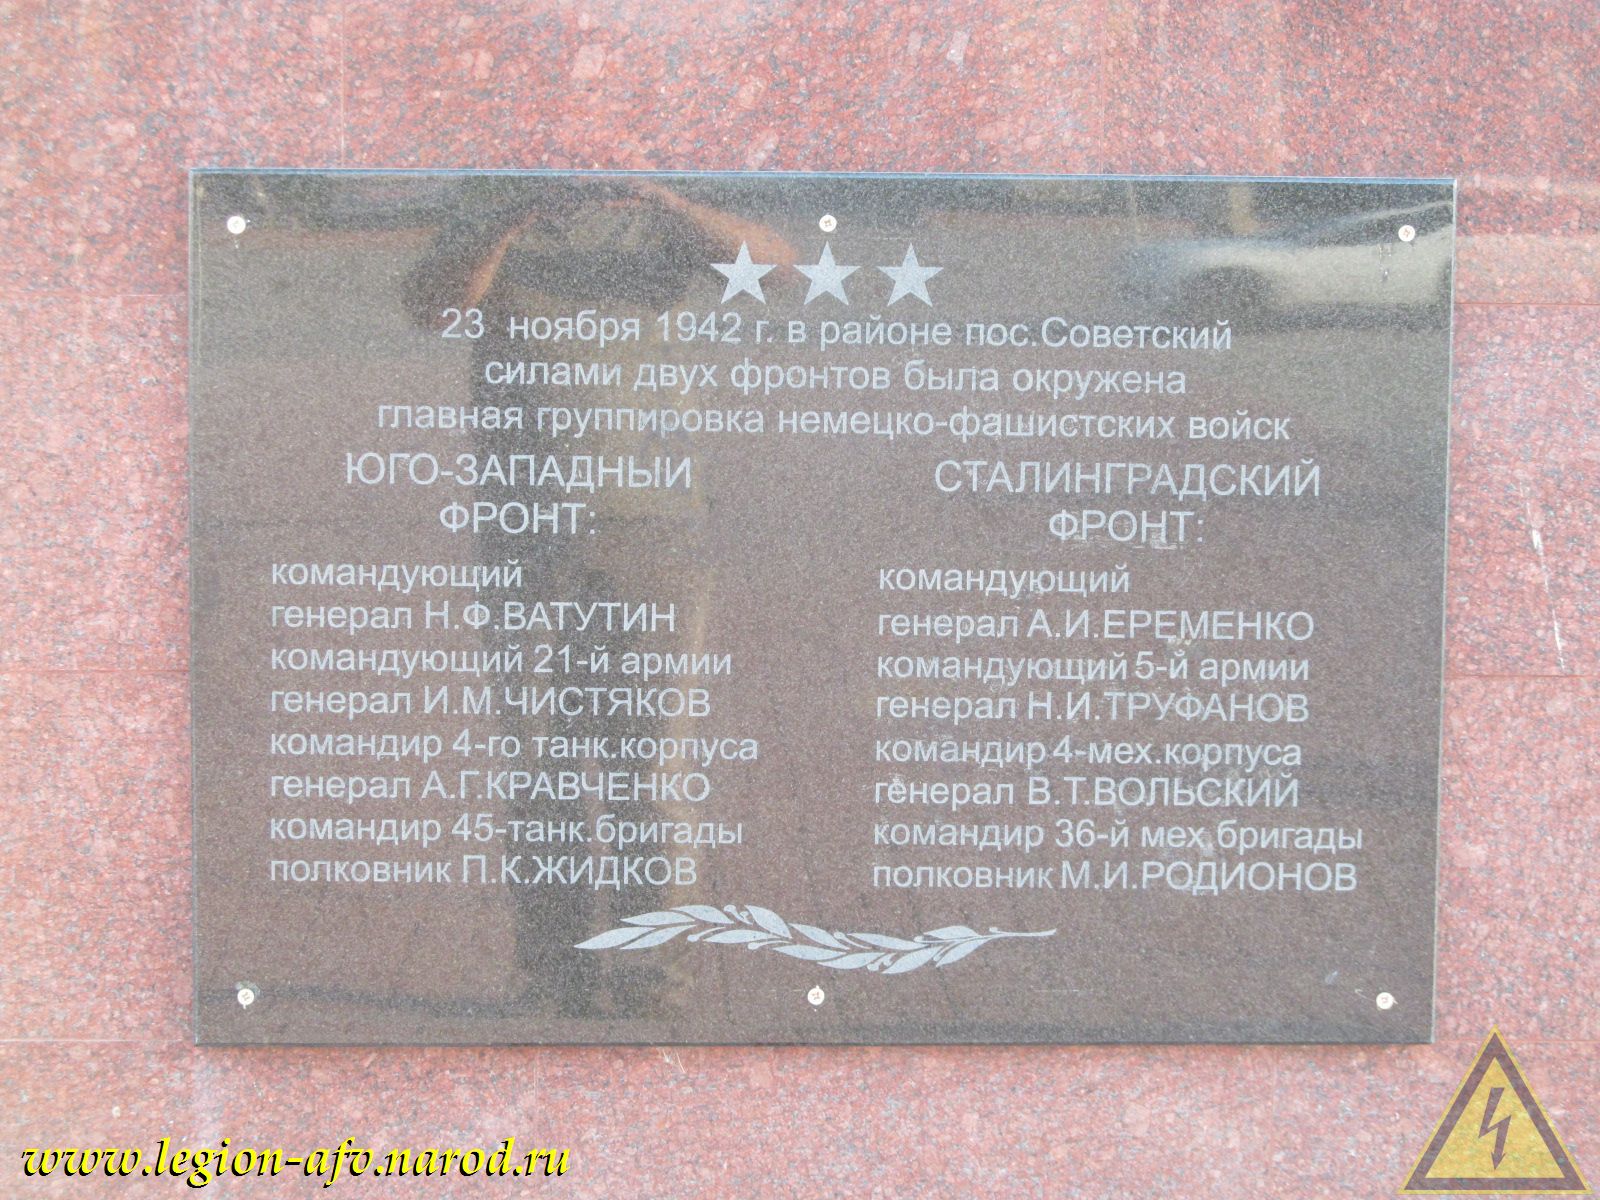 23 ноября 1942 г. в районе пос.Советский
силами двух фронтов была окружена
главная группировка немецко-фашистских войск
ЮГО-ЗАПАДНЫИ
ФРОНТ:
командующий
генерал Н.Ф.ВАТУТИН
командующий 21-й армии
генерал И.М.ЧИСТЯКОВ
командир 4-го танк.корпуса
генерал А.Г.КРАВЧЕНКО
командир 45-танк.бригады
полковник П.К.ЖИДКОВ
СТАЛИНГРАДСКИЙ
ФРОНТ:
командующий
генерал А.И.ЕРЕМЕНКО
командующий 5-й армии
генерал Н.И.ТРУФАНОВ
командир 4-мех.корпуса
генерал В.Т.ВОЛЬСКИЙ
командир 36-й мех.бригады
полковник М.И.РОДИОНОВ
www.legion-afv.narod.ru